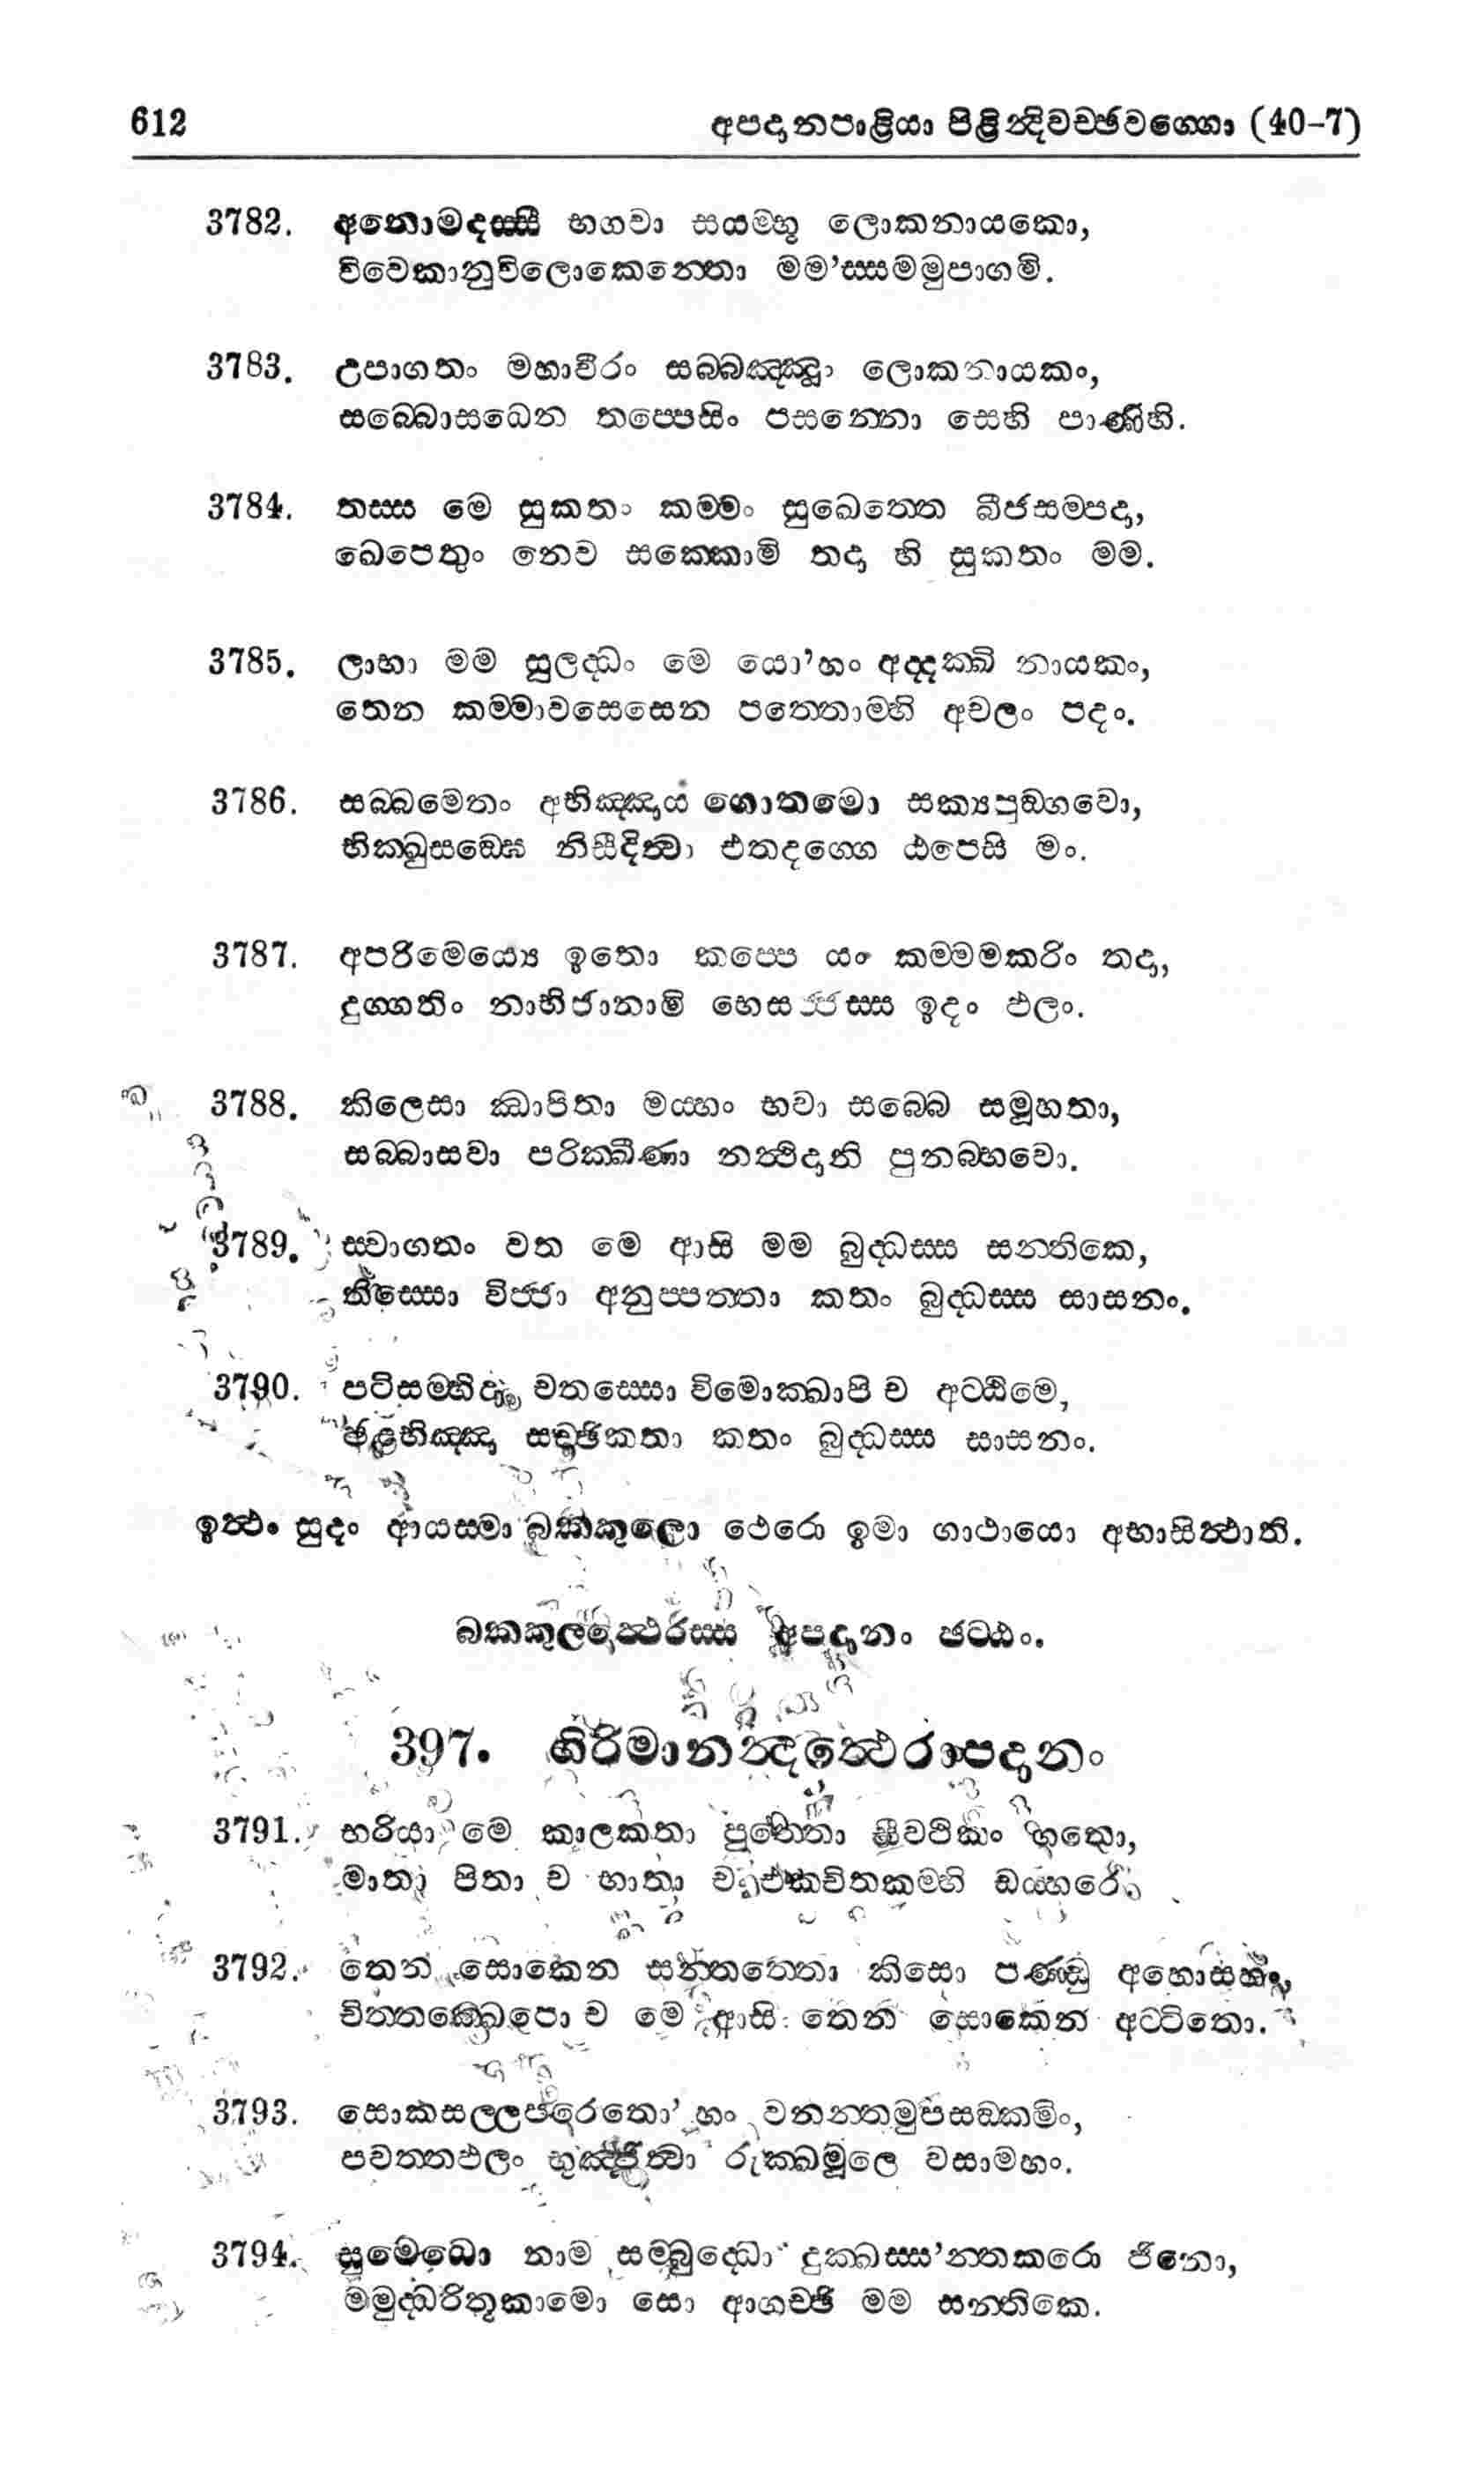 612 අපදානපාළියා පිළින්‍දිවච්ඡවග්ගො (40-7)
3782. අනොමදස්සී භගවා සයම්භූ ලොකනායකො,
විවෙකානුවිලොකෙන්තො මම'ස්සමමුපාගමි.
3783. උපාගතං මහාවීරං සබ්බඤ්ඤුං ලොකනායකං,
සබ්බොසධෙන තප්පෙසිං පසන්නො සෙහි පාණිහි.
3784. තස්ස මෙ සුකතං කම්මං සුඛෙත්තෙ බීජසම්පදා,
ඛෙපෙතුං නෙව සක්කොමි තදා හි සුකතං මම.
3785. ලාභා මම සුලද්ධං මෙ යො'හං අද්දක්ඛි නායකං,
තෙන කම්මාවසෙසෙන පත්තොම්හි අචලං පදං.
3786. සබ්බමෙතං අභිඤ්ඤාය ගොතමො සක්‍යපුඞ්ගවො,
භික්ඛුසඞ්ඝෙ නිසීදිත්‍වා එතදග්ගෙ ඨපෙසි මං.
3787. අපරිමෙය්‍යෙ ඉතො කප්පෙ යං කම්මමකරිං තදා,
දුග්ගතිං නාභිජානාමි භෙසජ්ජස්ස ඉදං ඵලං.
3788. කිලෙසා ඣාපිතා මය්හං භවා සබ්බෙ සමූහතා,
සබ්බාසවා පරික්ඛීණා නත්‍ථිදානි පුනබ්භවො.
3789. ස්වාගතං වත මෙ ආසි මම බුද්ධස්ස සන්තිකෙ,
තිස්සො විජ්ජා අනුප්පත්තා කතං බුද්ධස්ස සාසනං.
3790. පටිසම්භිදා චතස්සො විමොක්ඛාපි ච අට්ඨිමෙ,
ඡළභිඤ්ඤා සච්ඡිකතා කතං බුද්ධස්ස සාසනං.
ඉත්‍ථං සුදං ආයස්මා බක්කුලො ථෙරො ඉමා ගාථායො අභාසිත්‍ථාති.
බක්කුලත්‍ථෙරස්ස අපදානං ඡට්ඨං.
397. ගිරිමානන්‍දත්‍ථෙරාපදානං
3791. භරියා මෙ කාලකතා පුත්තො සීවථිකං ගතො,
මාතා පිතා ච භාතා ච එකචිතකම්හි ඩය්හරෙ.
3792. තෙන සොකෙන සන්තත්තො කිසො පණ්ඩු අහොසහං,
චිත්තක්ඛෙපො ච මෙ ආසි තෙන සොකෙන අට්ටිතො.
3793. සොකසල්ලපරෙතො'හං වනන්තමුපසඞ්කමිං,
පවත්තඵලං භුඤ්ජිත්‍වා රුක්ඛමූලෙ වසාමහං.
3794. සුමෙධො නාම සම්බුද්ධො දුක්ඛස්ස'න්තකරො ජිනො,
මමුද්ධරිතූකාමො සො ආගච්ඡි මම සන්තිකෙ.